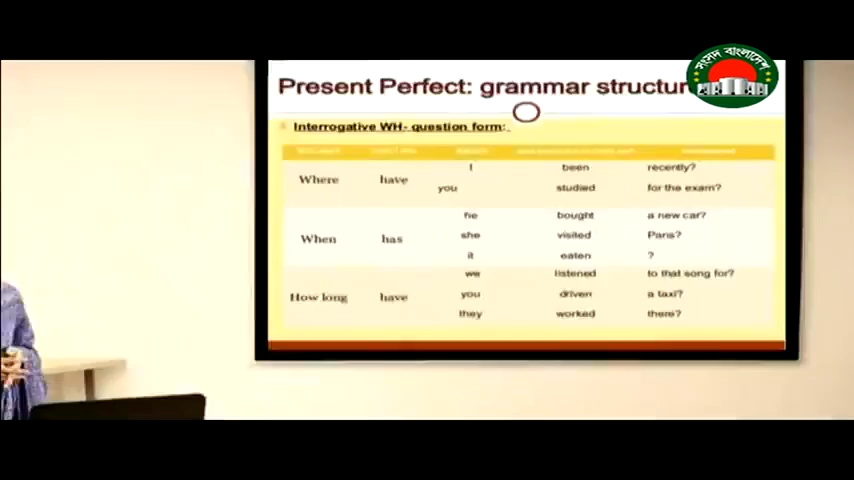 সংসদ বাংলাদেশ
Present Perfect: grammar structur
Interrogative WH- question form:
I been recently?
Where have
you studied for the exam?
he bought a new car?
When has she visited Paris?
it eaten ?
we listened to that song for?
How long have you driven a taxi?
they worked there?